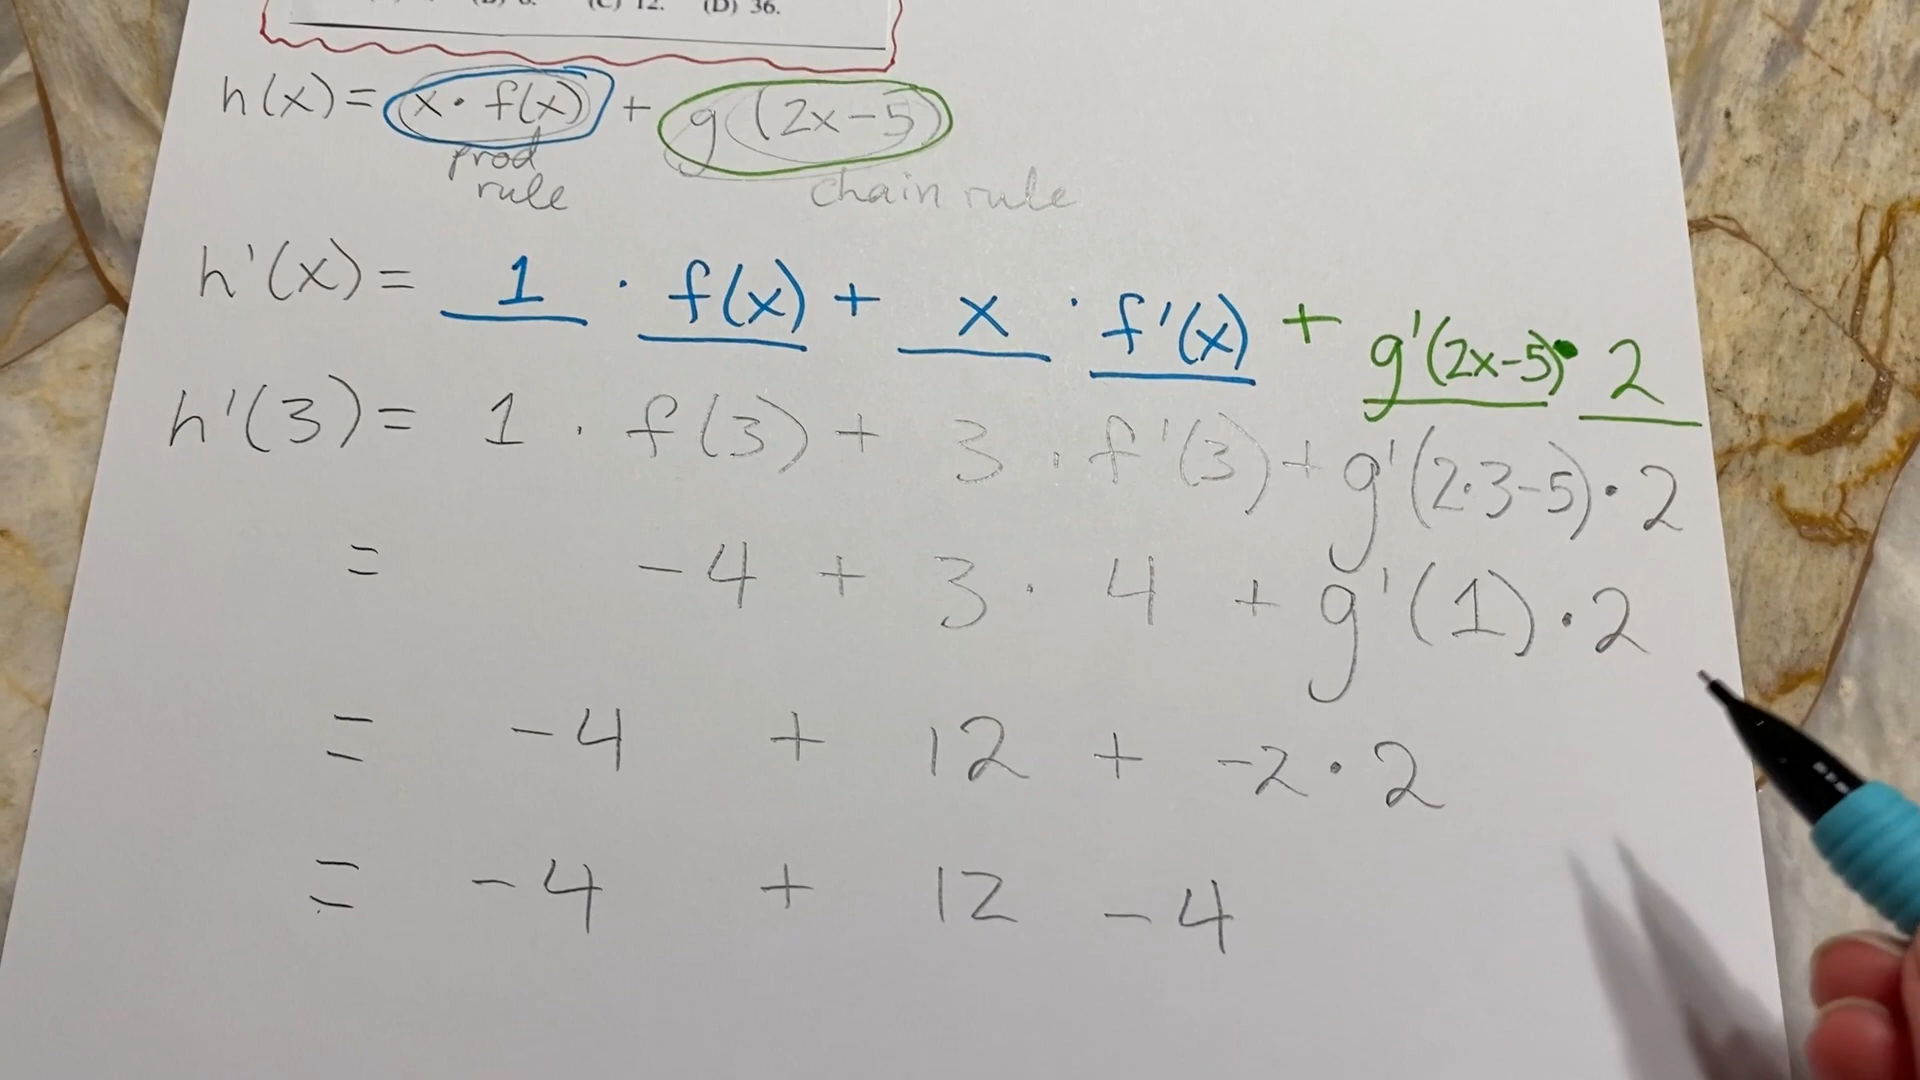 (C) 12. (D) 36.
h(x) = x · f(x) + g(2x-5)
prod
rule
chain rule
h'(x) = 1 · f(x) + x · f'(x) + g'(2x-5) · 2
h'(3) = 1 · f(3) + 3 · f'(3) + g'(2·3-5) · 2
= -4 + 3 · 4 + g'(1) · 2
= -4 + 12 + -2 · 2
= -4 + 12 - 4